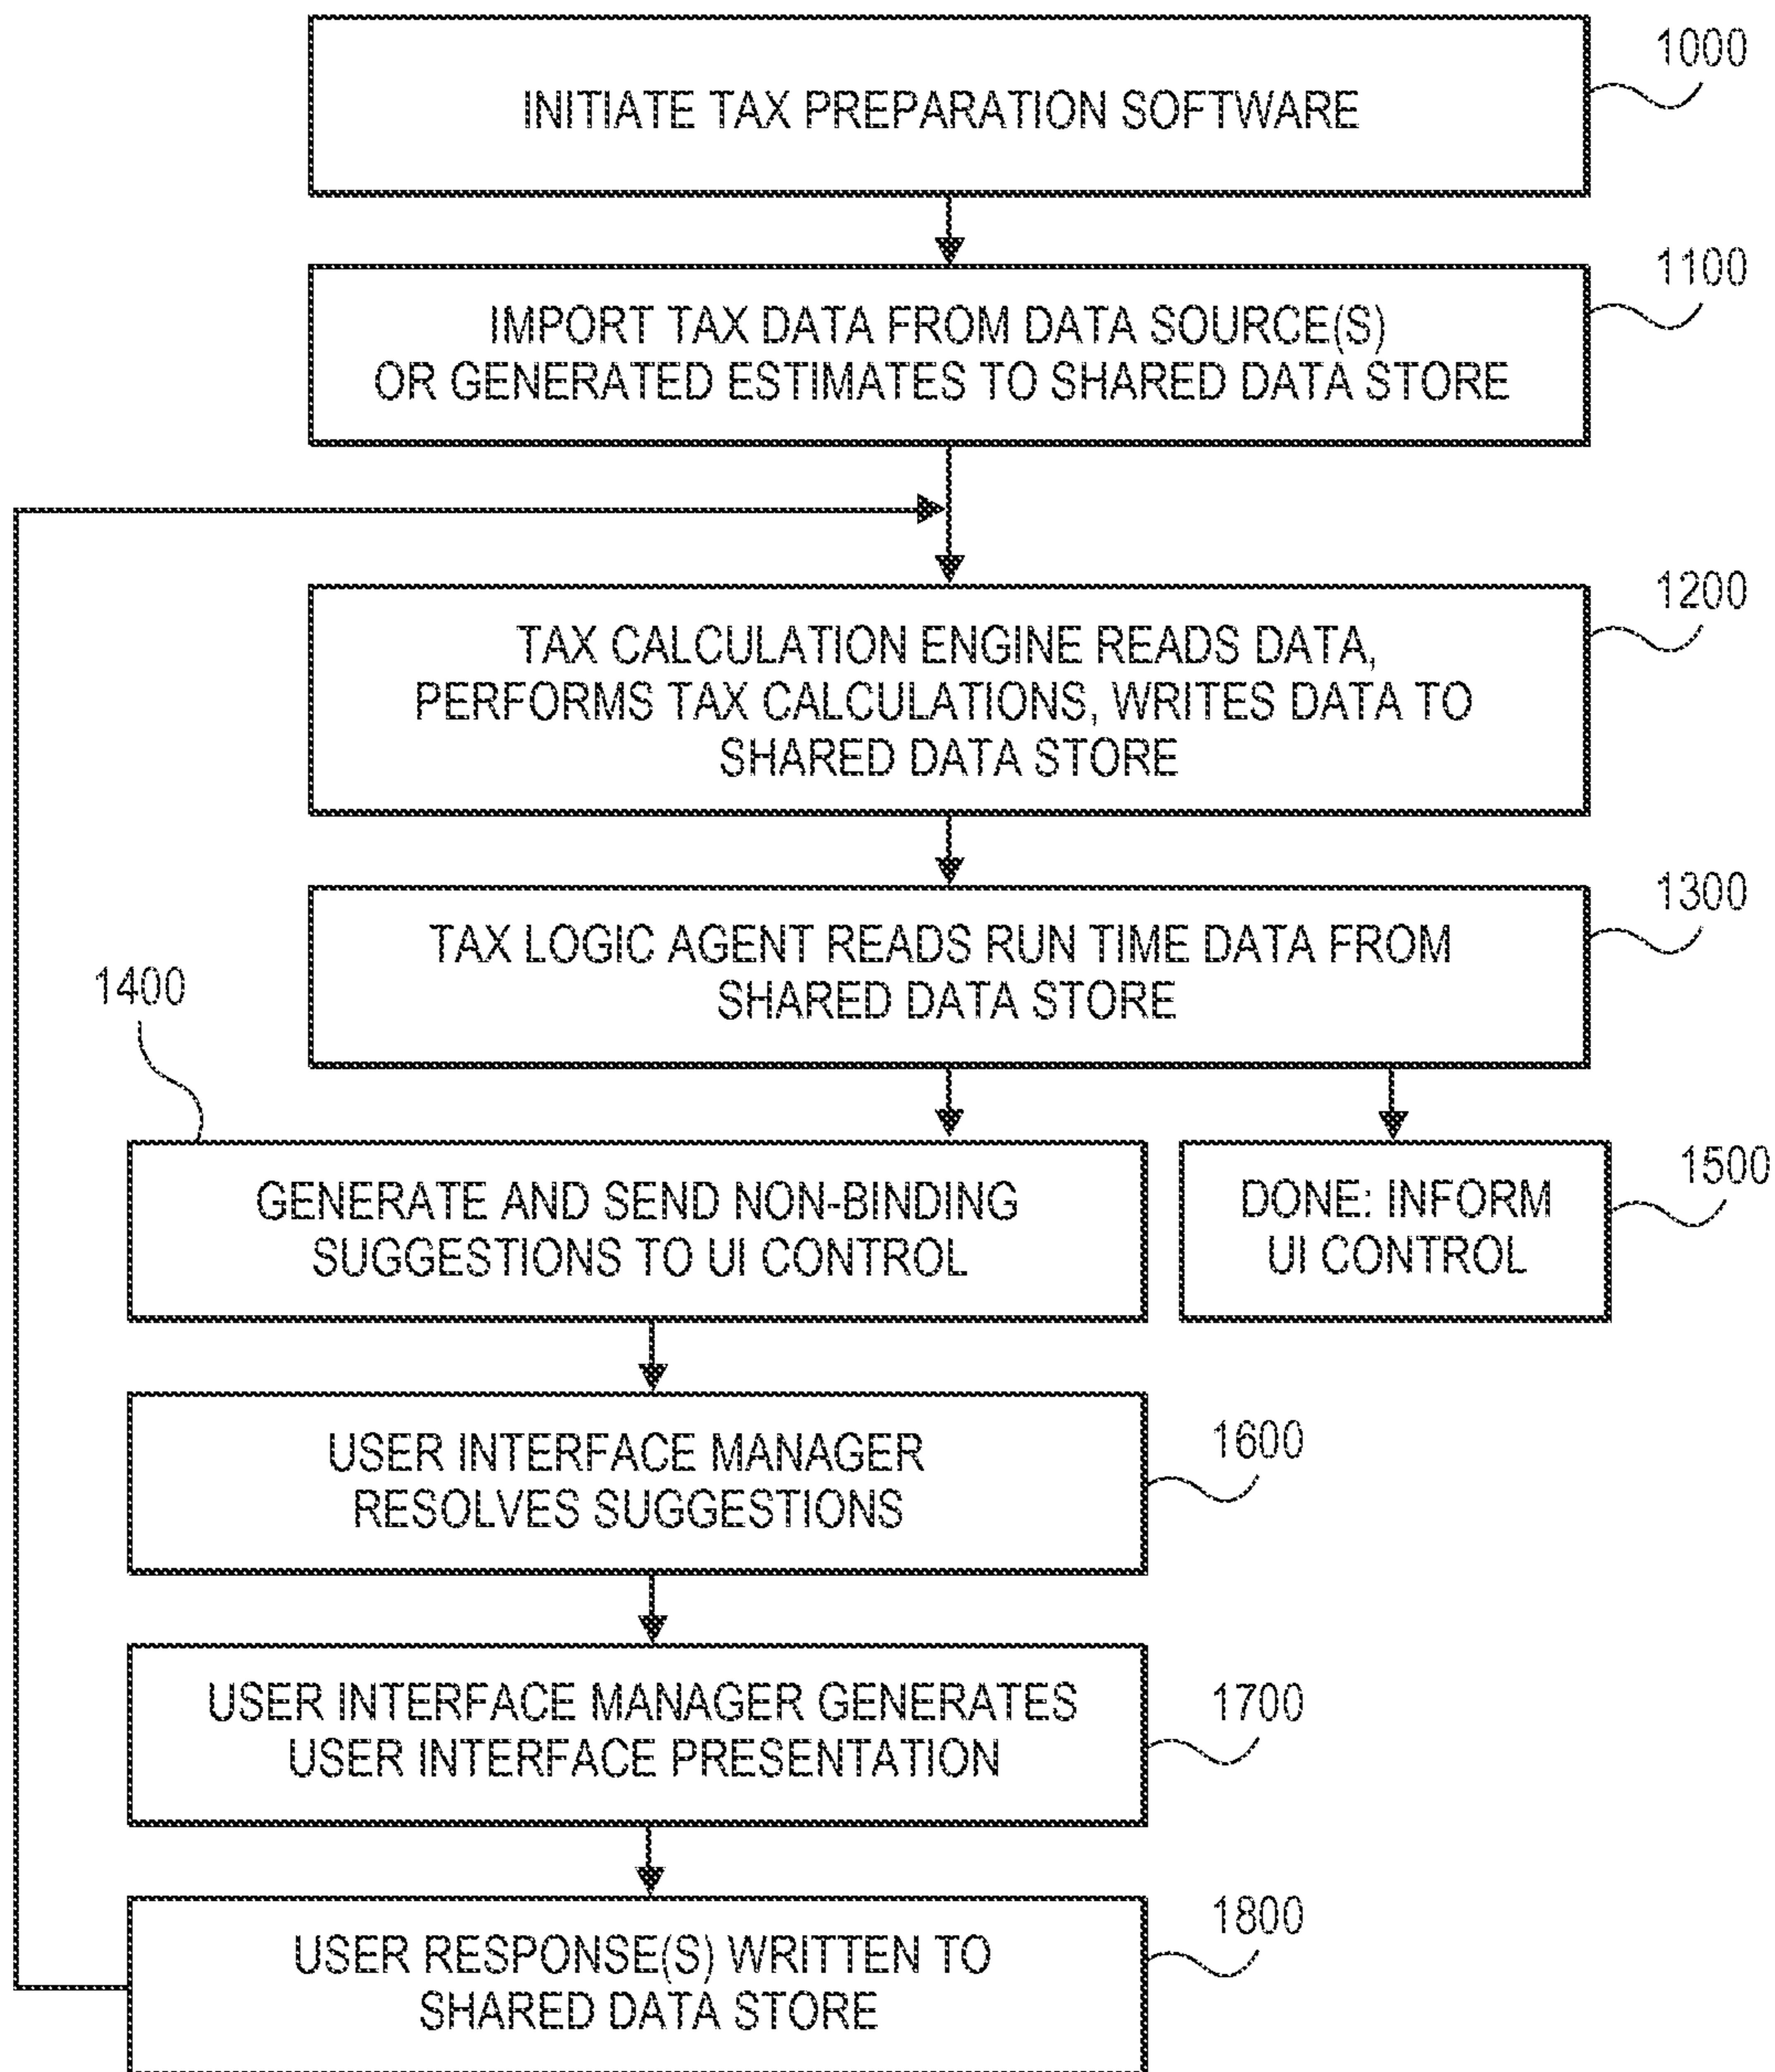 1000
INITIATE TAX PREPARATION SOFTWARE
1100
IMPORT TAX DATA FROM DATA SOURCE(S)
OR GENERATED ESTIMATES TO SHARED DATA STORE
1200
TAX CALCULATION ENGINE READS DATA,
PERFORMS TAX CALCULATIONS, WRITES DATA TO
SHARED DATA STORE
1300
TAX LOGIC AGENT READS RUN TIME DATA FROM
SHARED DATA STORE
1400
GENERATE AND SEND NON-BINDING
SUGGESTIONS TO UI CONTROL
1500
DONE: INFORM
UI CONTROL
1600
USER INTERFACE MANAGER
RESOLVES SUGGESTIONS
1700
USER INTERFACE MANAGER GENERATES
USER INTERFACE PRESENTATION
1800
USER RESPONSE(S) WRITTEN TO
SHARED DATA STORE